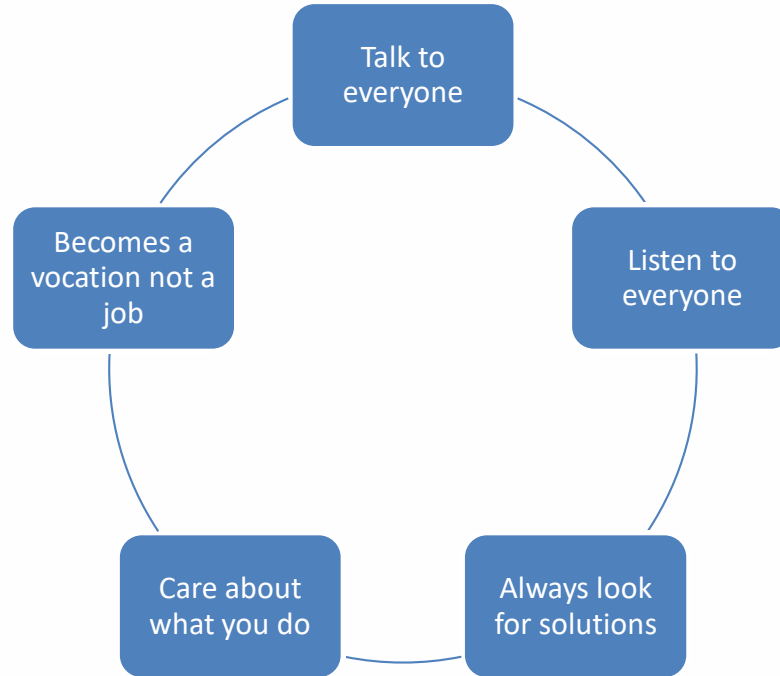 Talk to
everyone
Listen to
everyone
Always look
for solutions
Care about
what you do
Becomes a
vocation not a
job